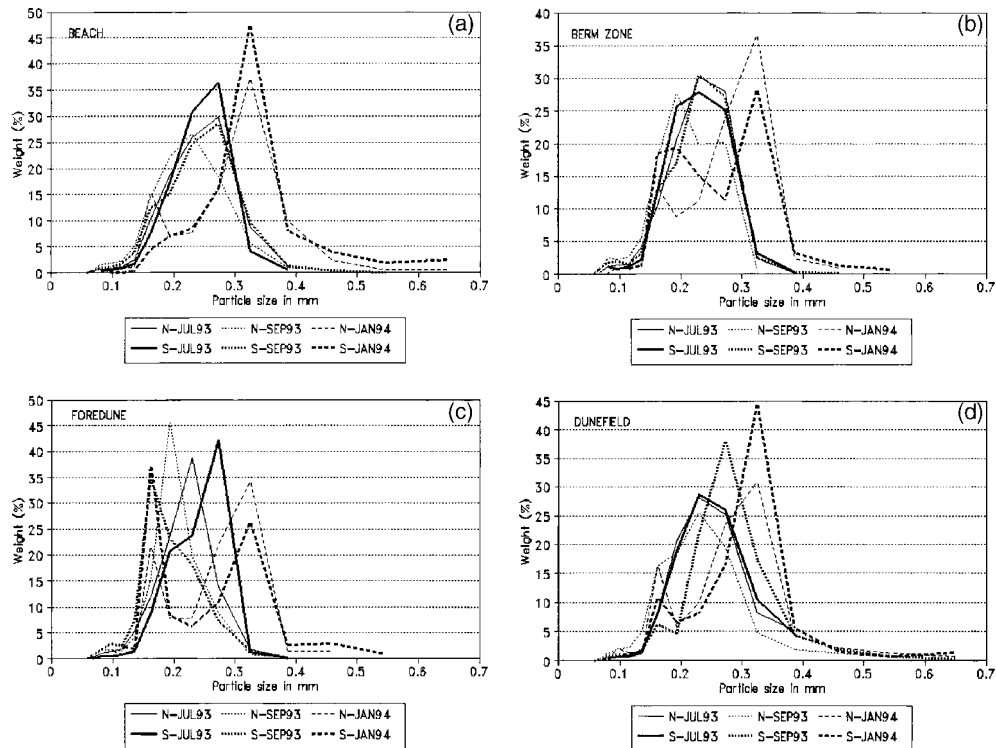 BEACH
(a)
Weight (%)
50
45
40
35
30
25
20
15
10
5
0
0 0.1 0.2 0.3 0.4 0.5 0.6 0.7
Particle size in mm
N-JUL93 N-SEP93 N-JAN94
S-JUL93 S-SEP93 S-JAN94
BERM ZONE
(b)
Weight (%)
40
35
30
25
20
15
10
5
0
0 0.1 0.2 0.3 0.4 0.5 0.6 0.7
Particle size in mm
N-JUL93 N-SEP93 N-JAN94
S-JUL93 S-SEP93 S-JAN94
FOREDUNE
(c)
Weight (%)
50
45
40
35
30
25
20
15
10
5
0
0 0.1 0.2 0.3 0.4 0.5 0.6 0.7
Particle size in mm
N-JUL93 N-SEP93 N-JAN94
S-JUL93 S-SEP93 S-JAN94
DUNEFIELD
(d)
Weight (%)
45
40
35
30
25
20
15
10
5
0
0 0.1 0.2 0.3 0.4 0.5 0.6 0.7
Particle size in mm
N-JUL93 N-SEP93 N-JAN94
S-JUL93 S-SEP93 S-JAN94